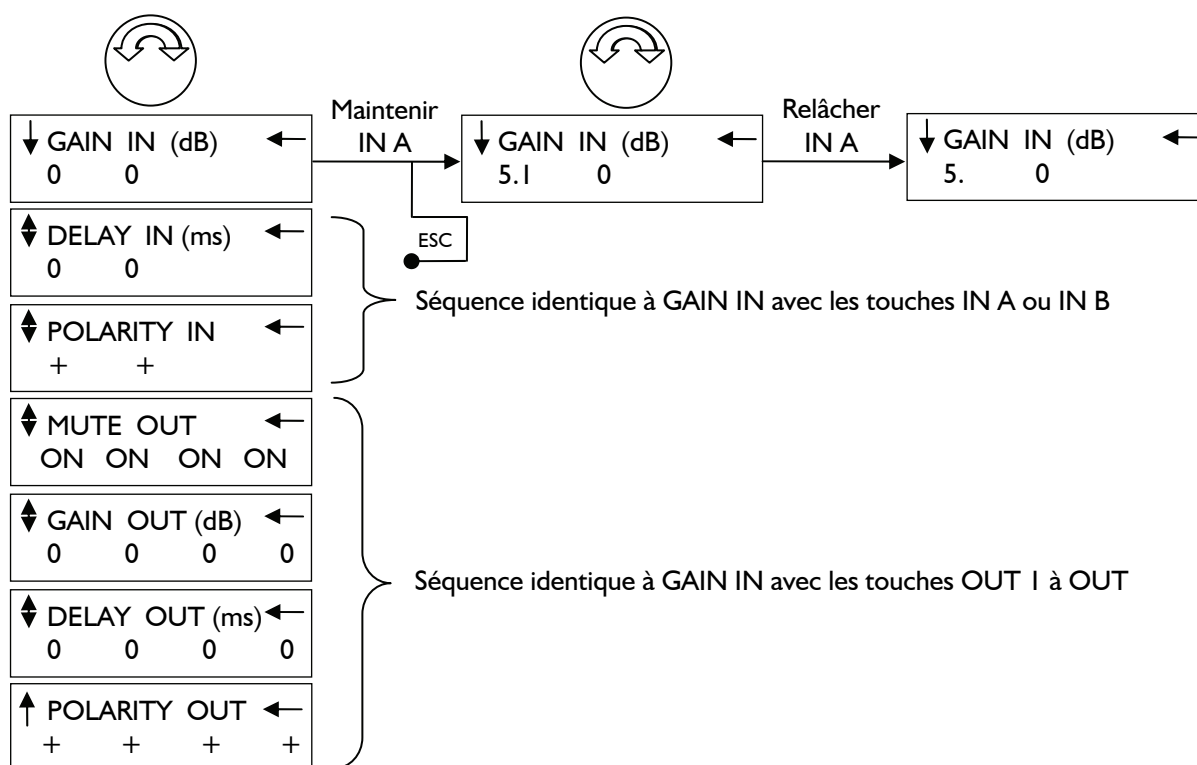 Maintenir
IN A
Relâcher
IN A
GAIN IN (dB)
0 0
GAIN IN (dB)
5.1 0
GAIN IN (dB)
5. 0
ESC
DELAY IN (ms)
0 0
Séquence identique à GAIN IN avec les touches IN A ou IN B
POLARITY IN
+ +
MUTE OUT
ON ON ON ON
GAIN OUT (dB)
0 0 0 0
Séquence identique à GAIN IN avec les touches OUT 1 à OUT
DELAY OUT (ms)
0 0 0 0
POLARITY OUT
+ + + +